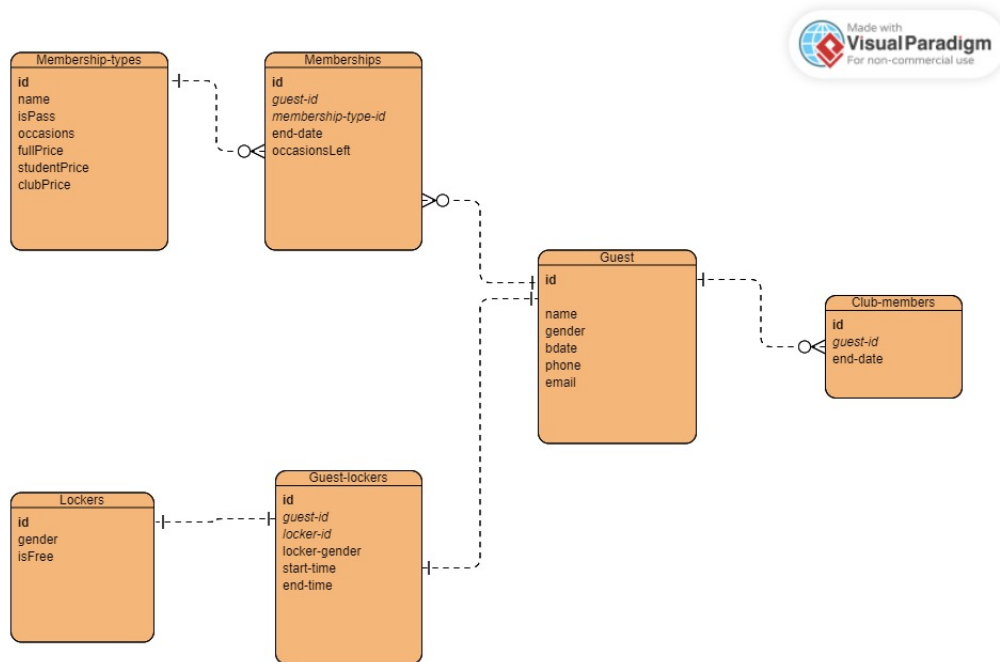 Made with
Visual Paradigm
For non-commercial use
Membership-types
id
name
isPass
occasions
fullPrice
studentPrice
clubPrice
Memberships
id
guest-id
membership-type-id
end-date
occasionsLeft
Guest
id
name
gender
bdate
phone
email
Club-members
id
guest-id
end-date
Lockers
id
gender
isFree
Guest-lockers
id
guest-id
locker-id
locker-gender
start-time
end-time